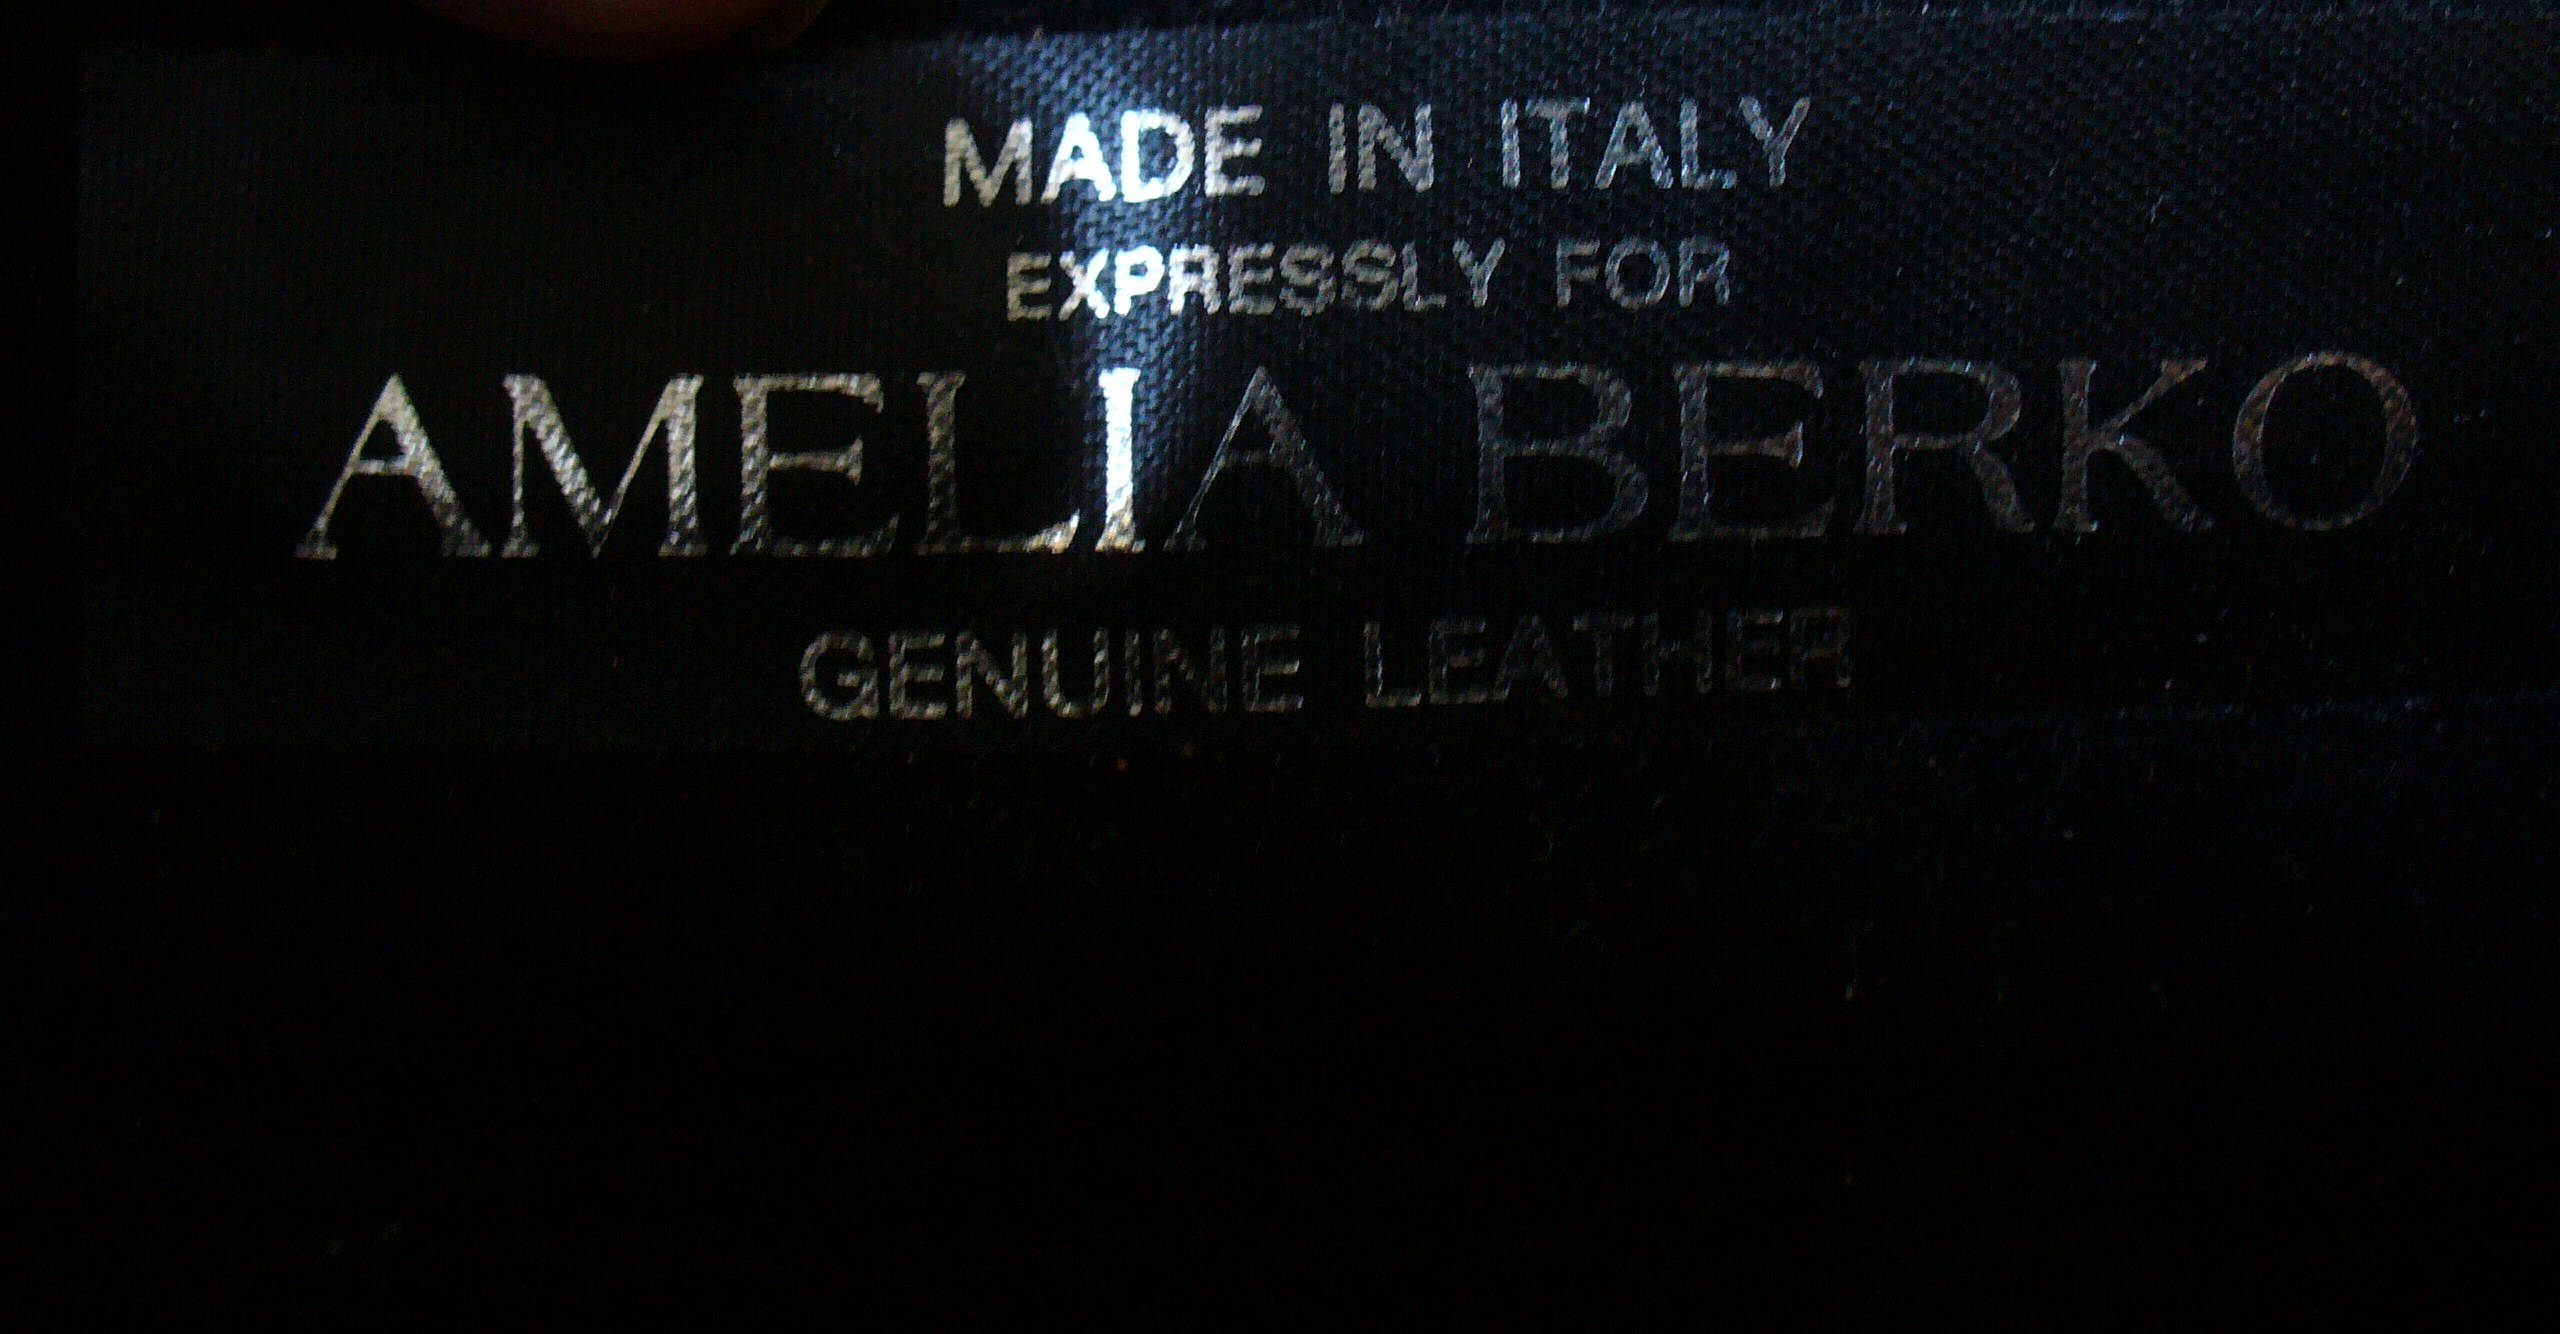 MADE IN ITALY
EXPRESSLY FOR
AMELIA BERKO
GENUINE LEATHER